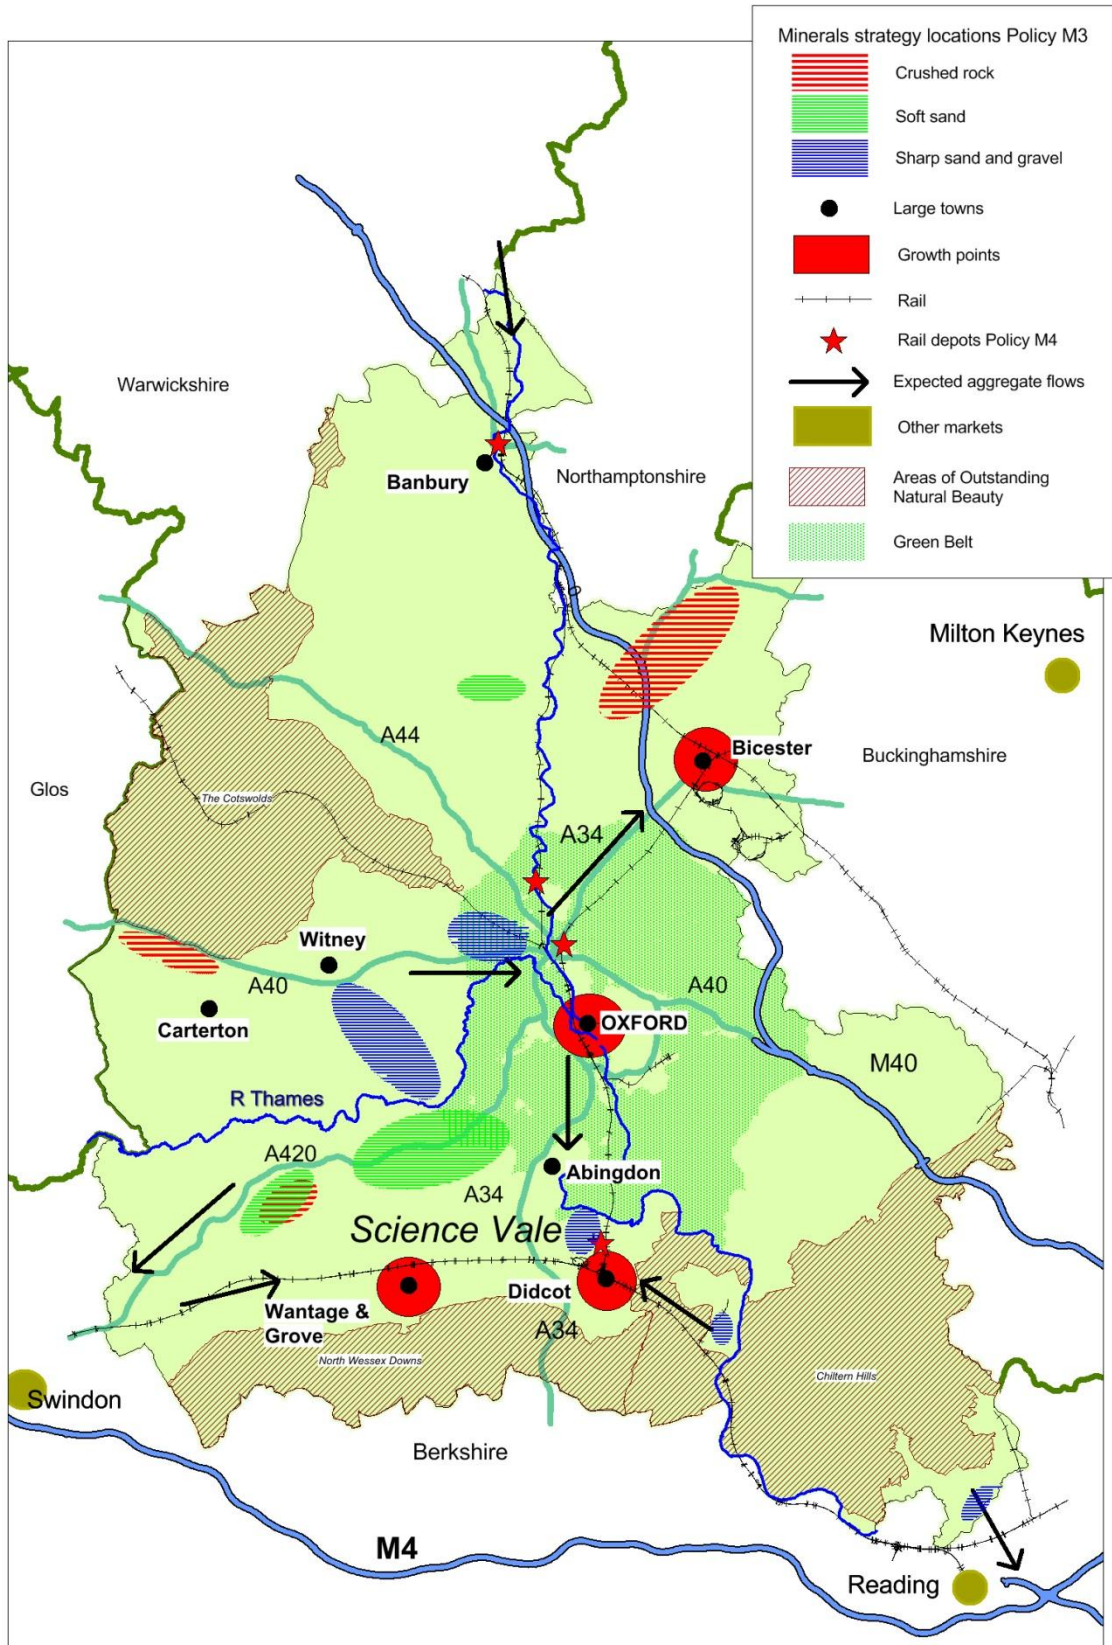 Minerals strategy locations Policy M3
Crushed rock
Soft sand
Sharp sand and gravel
Large towns
Growth points
Rail
Rail depots Policy M4
Expected aggregate flows
Other markets
Areas of Outstanding
Natural Beauty
Green Belt
Warwickshire
Banbury
Northamptonshire
Milton Keynes
A44
Bicester
Buckinghamshire
Glos
The Cotswolds
A34
Witney
A40
A40
Carterton
OXFORD
M40
R Thames
A420
Abingdon
A34
Science Vale
Didcot
Wantage &
Grove
A34
North Wessex Downs
Chiltern Hills
Swindon
Berkshire
M4
Reading